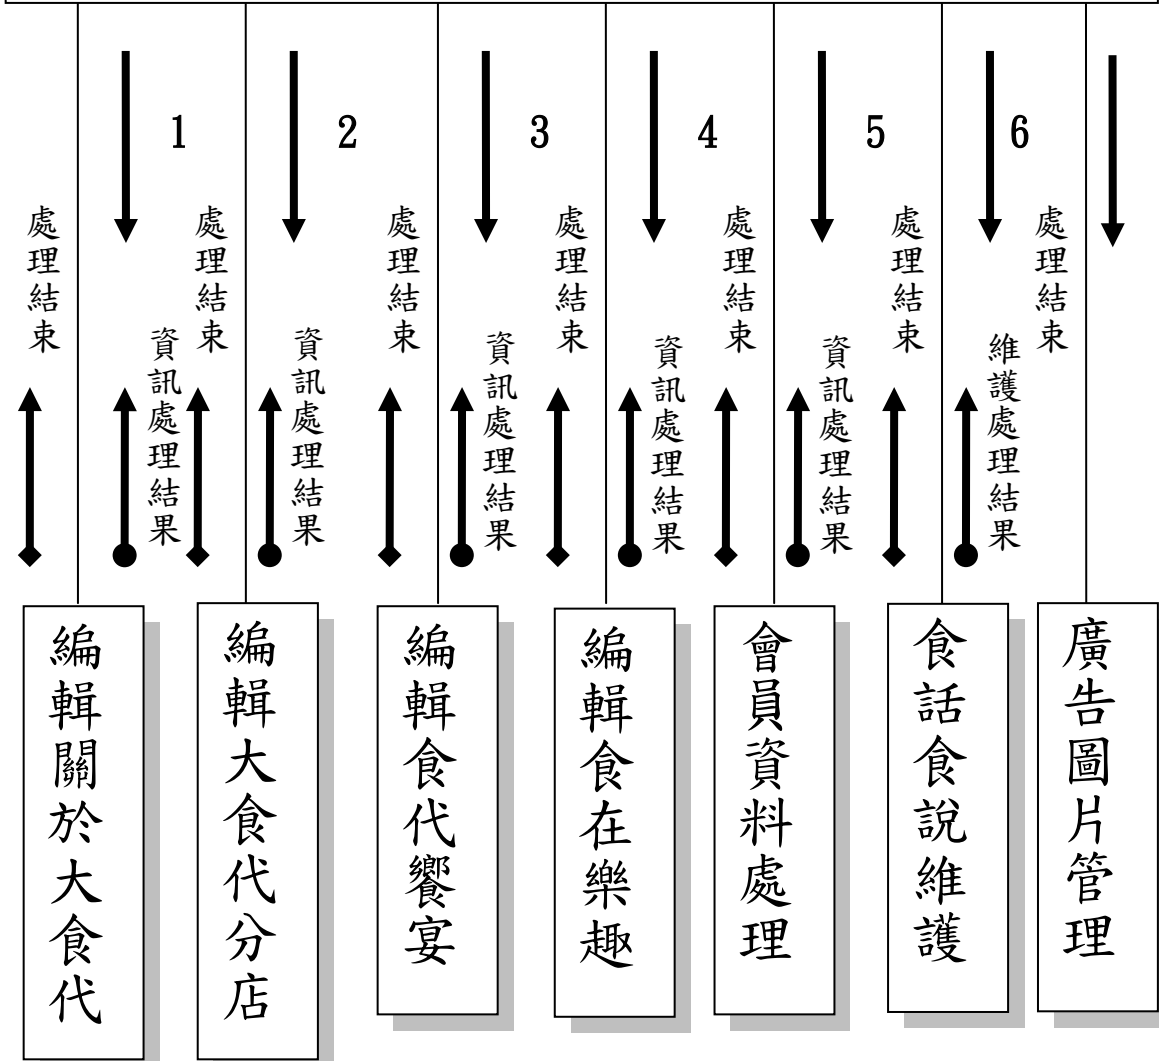 1
2
3
4
5
6
處理結束
處理結束
處理結束
處理結束
處理結束
處理結束
處理結束
資訊處理結果
資訊處理結果
資訊處理結果
資訊處理結果
資訊處理結果
維護處理結果
編輯關於大食代
編輯大食代分店
編輯食代饗宴
編輯食在樂趣
會員資料處理
食話食說維護
廣告圖片管理